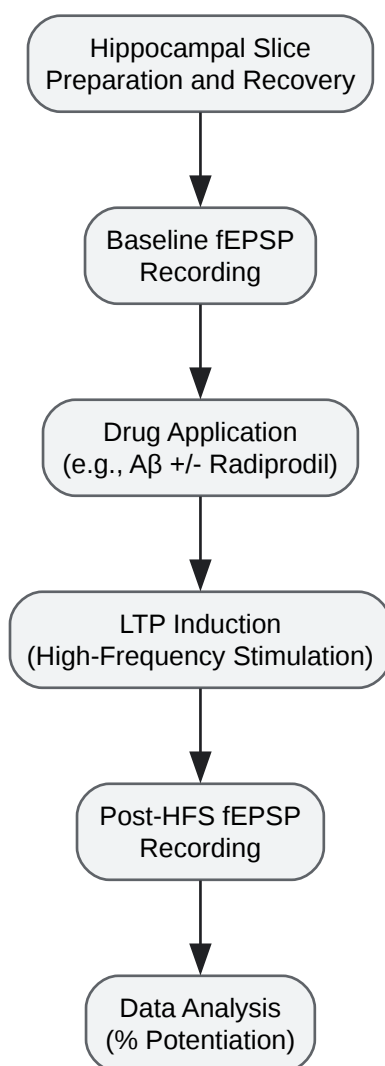 Hippocampal Slice
Preparation and Recovery
Baseline fEPSP
Recording
Drug Application
(e.g., Aβ +/- Radiprodil)
LTP Induction
(High-Frequency Stimulation)
Post-HFS fEPSP
Recording
Data Analysis
(% Potentiation)